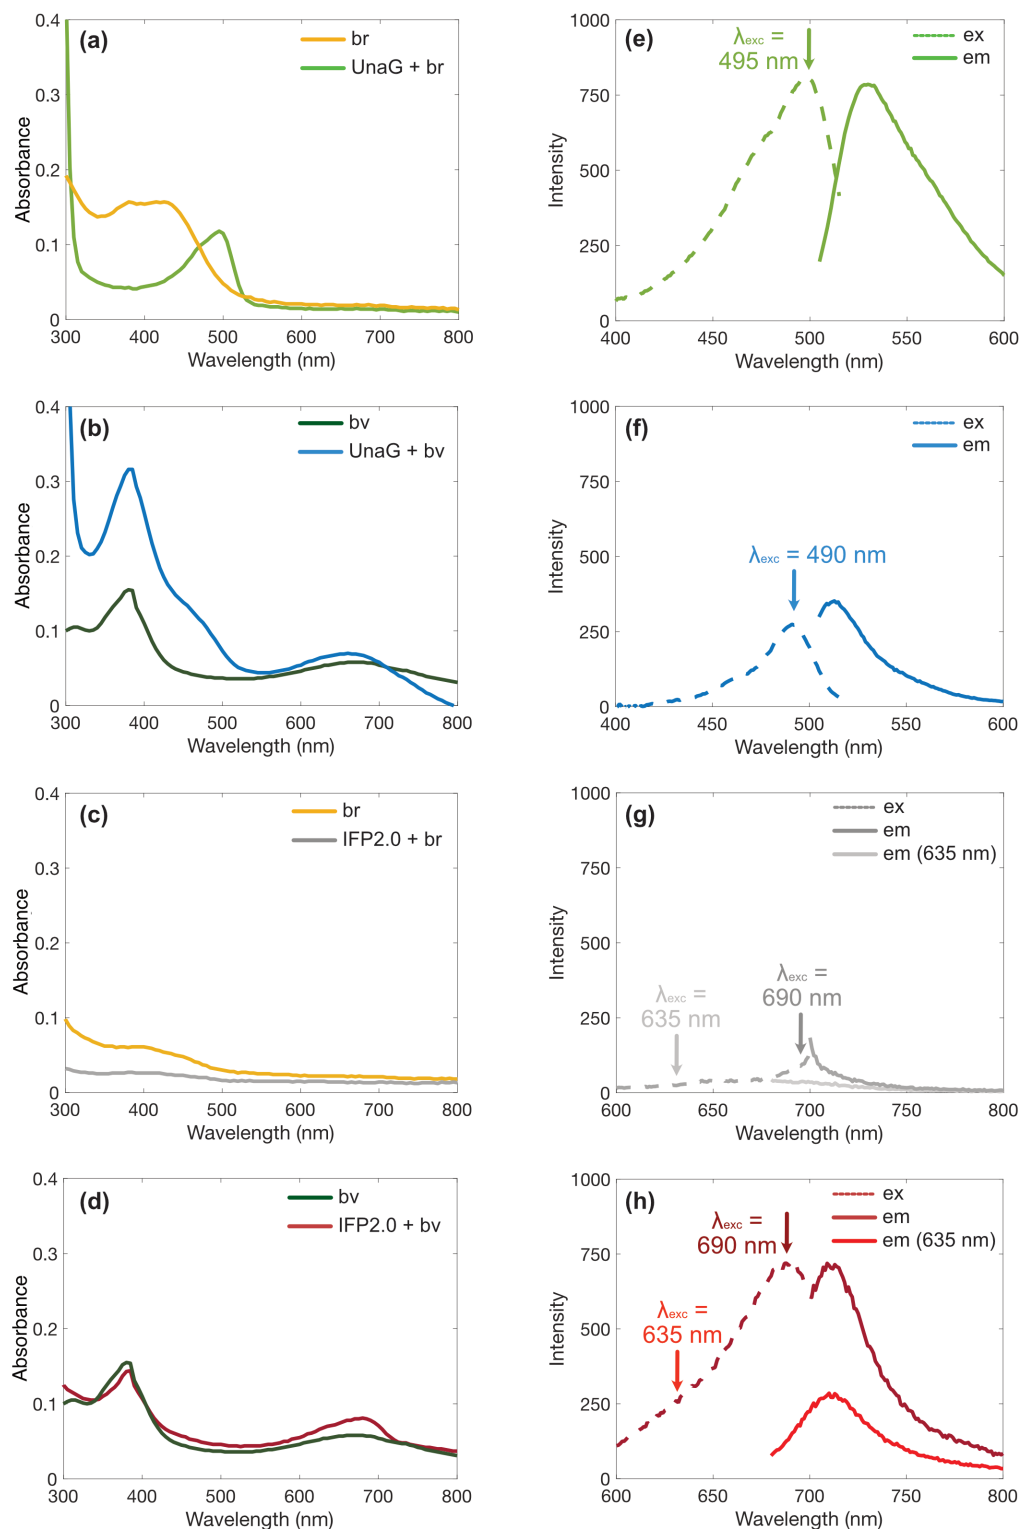 (a)
br
UnaG + br
0.4
0.3
0.2
0.1
0
Absorbance
300 400 500 600 700 800
Wavelength (nm)
(e)
λexc =
495 nm
ex
em
1000
750
500
250
0
Intensity
400 450 500 550 600
Wavelength (nm)
(b)
bv
UnaG + bv
0.4
0.3
0.2
0.1
0
Absorbance
300 400 500 600 700 800
Wavelength (nm)
(f)
ex
em
λexc = 490 nm
1000
750
500
250
0
Intensity
400 450 500 550 600
Wavelength (nm)
(c)
br
IFP2.0 + br
0.4
0.3
0.2
0.1
0
Absorbance
300 400 500 600 700 800
Wavelength (nm)
(g)
ex
em
em (635 nm)
λexc =
690 nm
λexc =
635 nm
1000
750
500
250
0
Intensity
600 650 700 750 800
Wavelength (nm)
(d)
bv
IFP2.0 + bv
0.4
0.3
0.2
0.1
0
Absorbance
300 400 500 600 700 800
Wavelength (nm)
(h)
ex
em
em (635 nm)
λexc =
690 nm
λexc =
635 nm
1000
750
500
250
0
Intensity
600 650 700 750 800
Wavelength (nm)